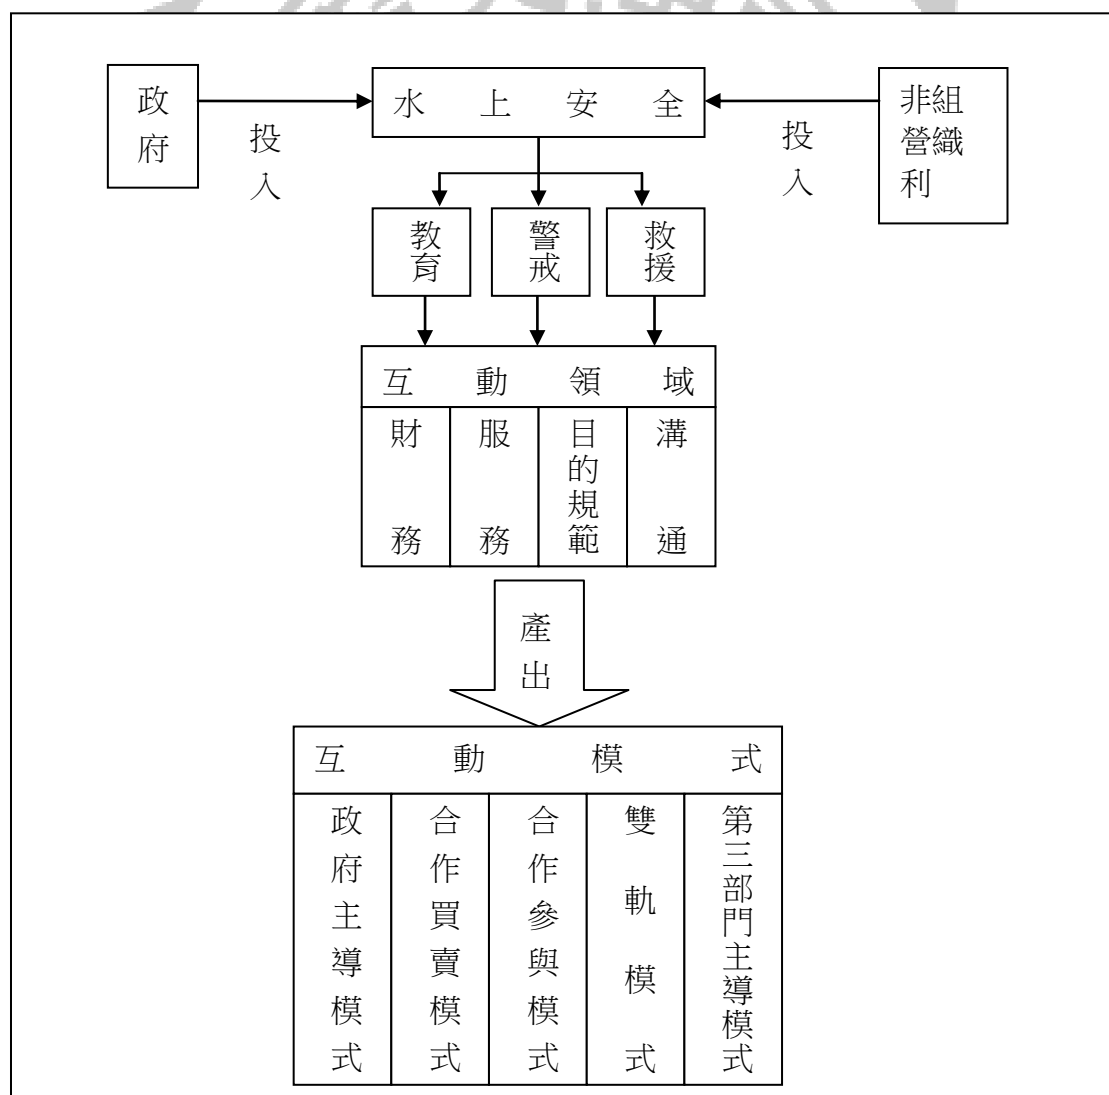 政府
投入
水上安全
投入
非營利
組織
教育
警戒
救援
互動領域
財務
服務
目的規範
溝通
產出
互動模式
政府主導模式
合作買賣模式
合作參與模式
雙軌模式
第三部門主導模式